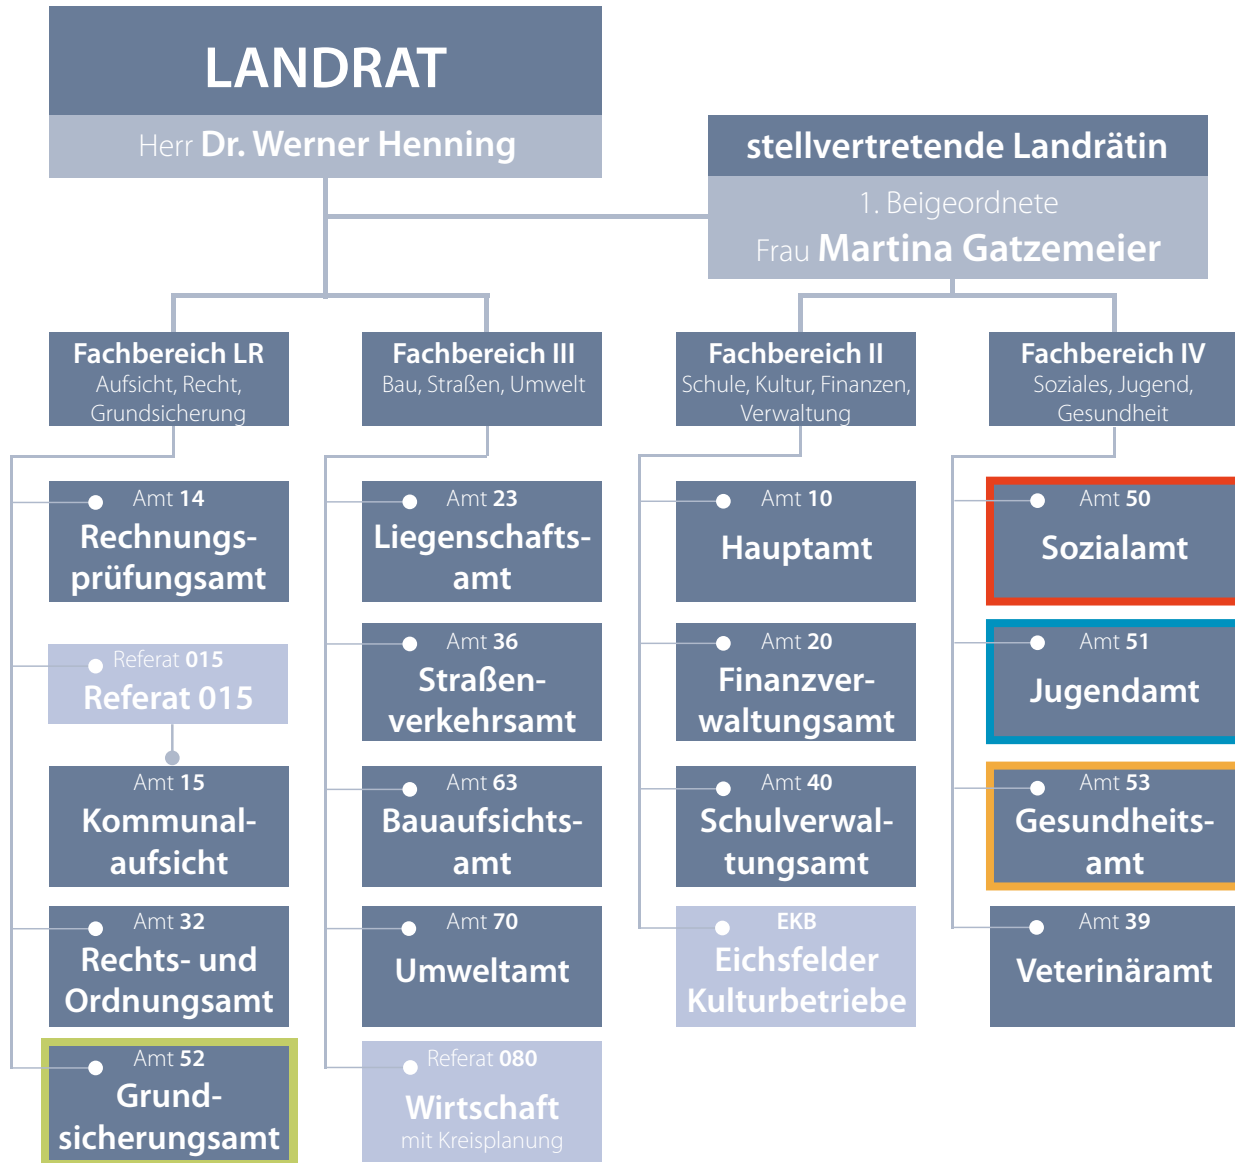 LANDRAT
Herr Dr. Werner Henning
stellvertretende Landrätin
1. Beigeordnete
Frau Martina Gatzemeier
Fachbereich LR
Aufsicht, Recht,
Grundsicherung
Amt 14
Rechnungs-
prüfungsamt
Referat 015
Referat 015
Amt 15
Kommunal-
aufsicht
Amt 32
Rechts- und
Ordnungsamt
Amt 52
Grund-
sicherungsamt
Fachbereich III
Bau, Straßen, Umwelt
Amt 23
Liegenschafts-
amt
Amt 36
Straßen-
verkehrsamt
Amt 63
Bauaufsichts-
amt
Amt 70
Umweltamt
Referat 080
Wirtschaft
mit Kreisplanung
Fachbereich II
Schule, Kultur, Finanzen,
Verwaltung
Amt 10
Hauptamt
Amt 20
Finanzver-
waltungsamt
Amt 40
Schulverwal-
tungsamt
EKB
Eichsfelder
Kulturbetriebe
Fachbereich IV
Soziales, Jugend,
Gesundheit
Amt 50
Sozialamt
Amt 51
Jugendamt
Amt 53
Gesundheits-
amt
Amt 39
Veterinäramt